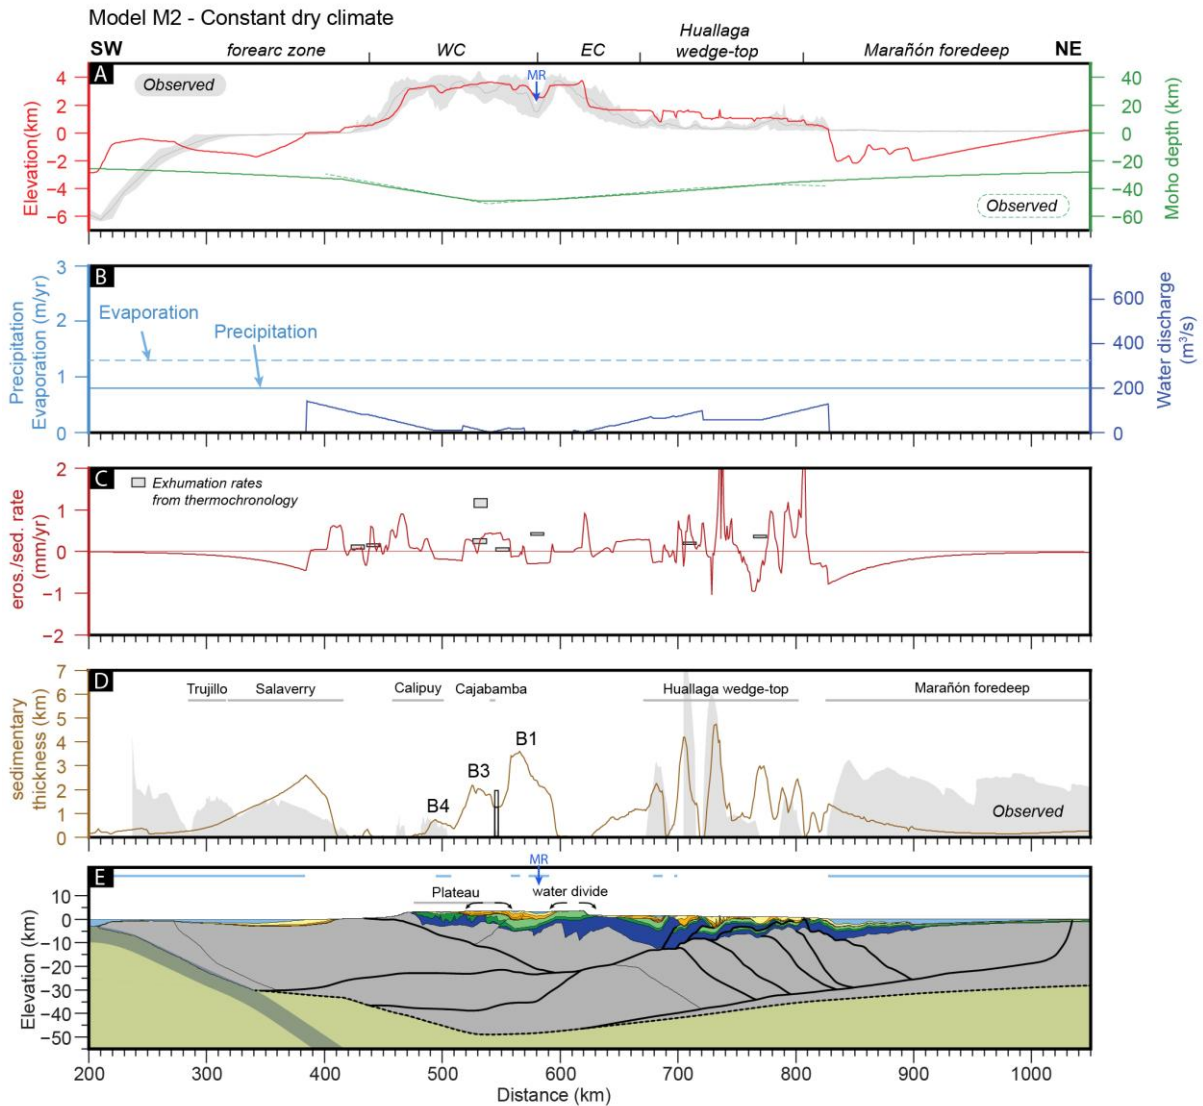 Model M2 - Constant dry climate
SW
forearc zone
WC
EC
Huallaga
wedge-top
Marañón foredeep
NE
A
Observed
MR
Elevation(km)
4
2
0
−2
−4
−6
Moho depth (km)
40
20
0
−20
−40
−60
Observed
B
Precipitation
Evaporation (m/yr)
3
2
1
0
Evaporation
Precipitation
Water discharge
(m³/s)
600
400
200
0
C
Exhumation rates
from thermochronology
eros./sed. rate
(mm/yr)
2
1
0
−1
−2
D
sedimentary
thickness (km)
7
6
5
4
3
2
1
0
Trujillo
Salaverry
Calipuy
Cajabamba
Huallaga wedge-top
Marañón foredeep
B4
B3
B1
Observed
E
MR
Plateau
water divide
Elevation (km)
10
0
−10
−20
−30
−40
−50
200 300 400 500 600 700 800 900 1000
Distance (km)